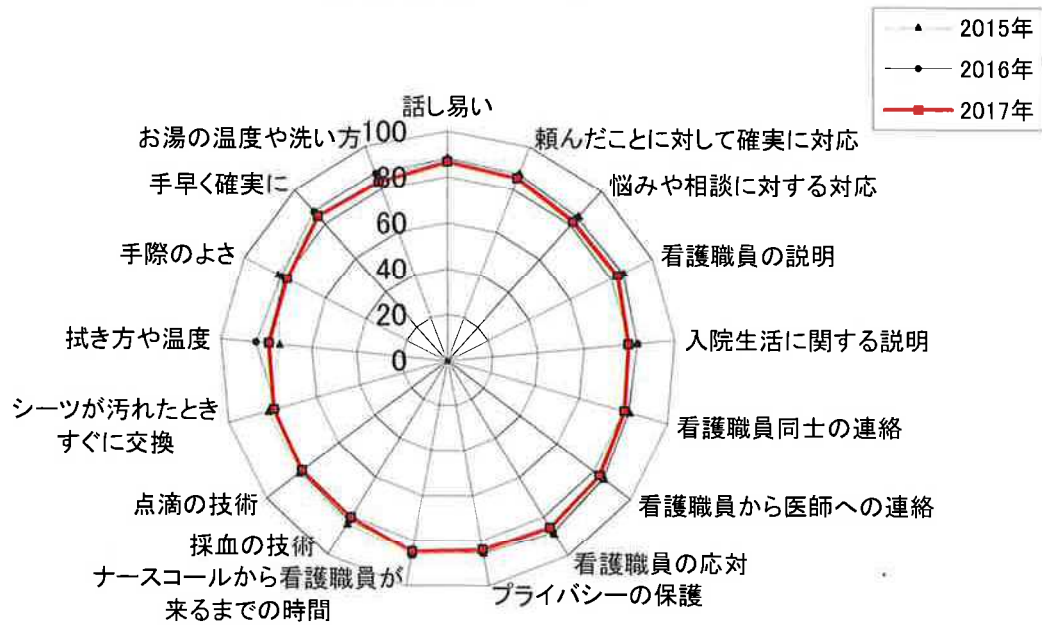 2015年
2016年
2017年
話し易い
頼んだことに対して確実に対応
悩みや相談に対する対応
看護職員の説明
入院生活に関する説明
看護職員同士の連絡
看護職員から医師への連絡
看護職員の応対
プライバシーの保護
ナースコールから看護職員が
来るまでの時間
採血の技術
点滴の技術
シーツが汚れたとき
すぐに交換
拭き方や温度
手際のよさ
手早く確実に
お湯の温度や洗い方
100
80
60
40
20
0